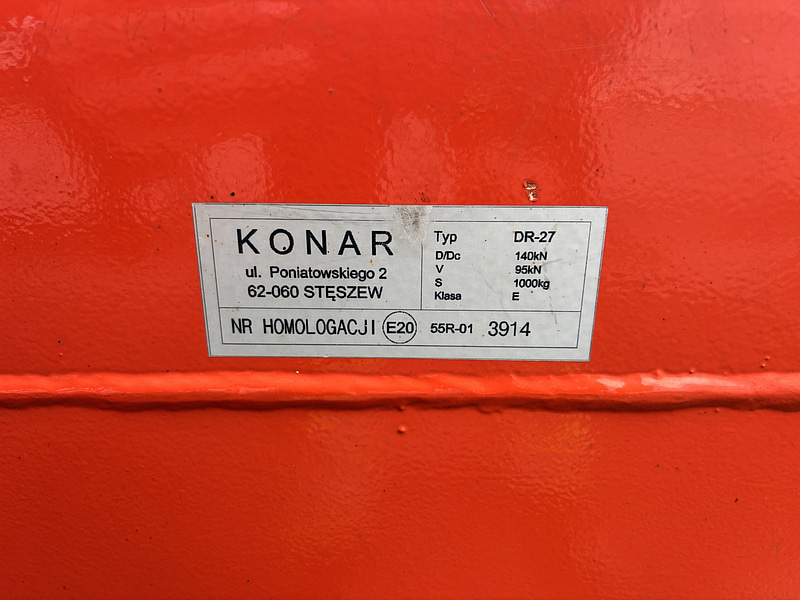 KONAR
ul. Poniatowskiego 2
62-060 STĘSZEW
Typ DR-27
D/Dc 140kN
V 95kN
S 1000kg
Klasa E
NR HOMOLOGACJI E20 55R-01 3914